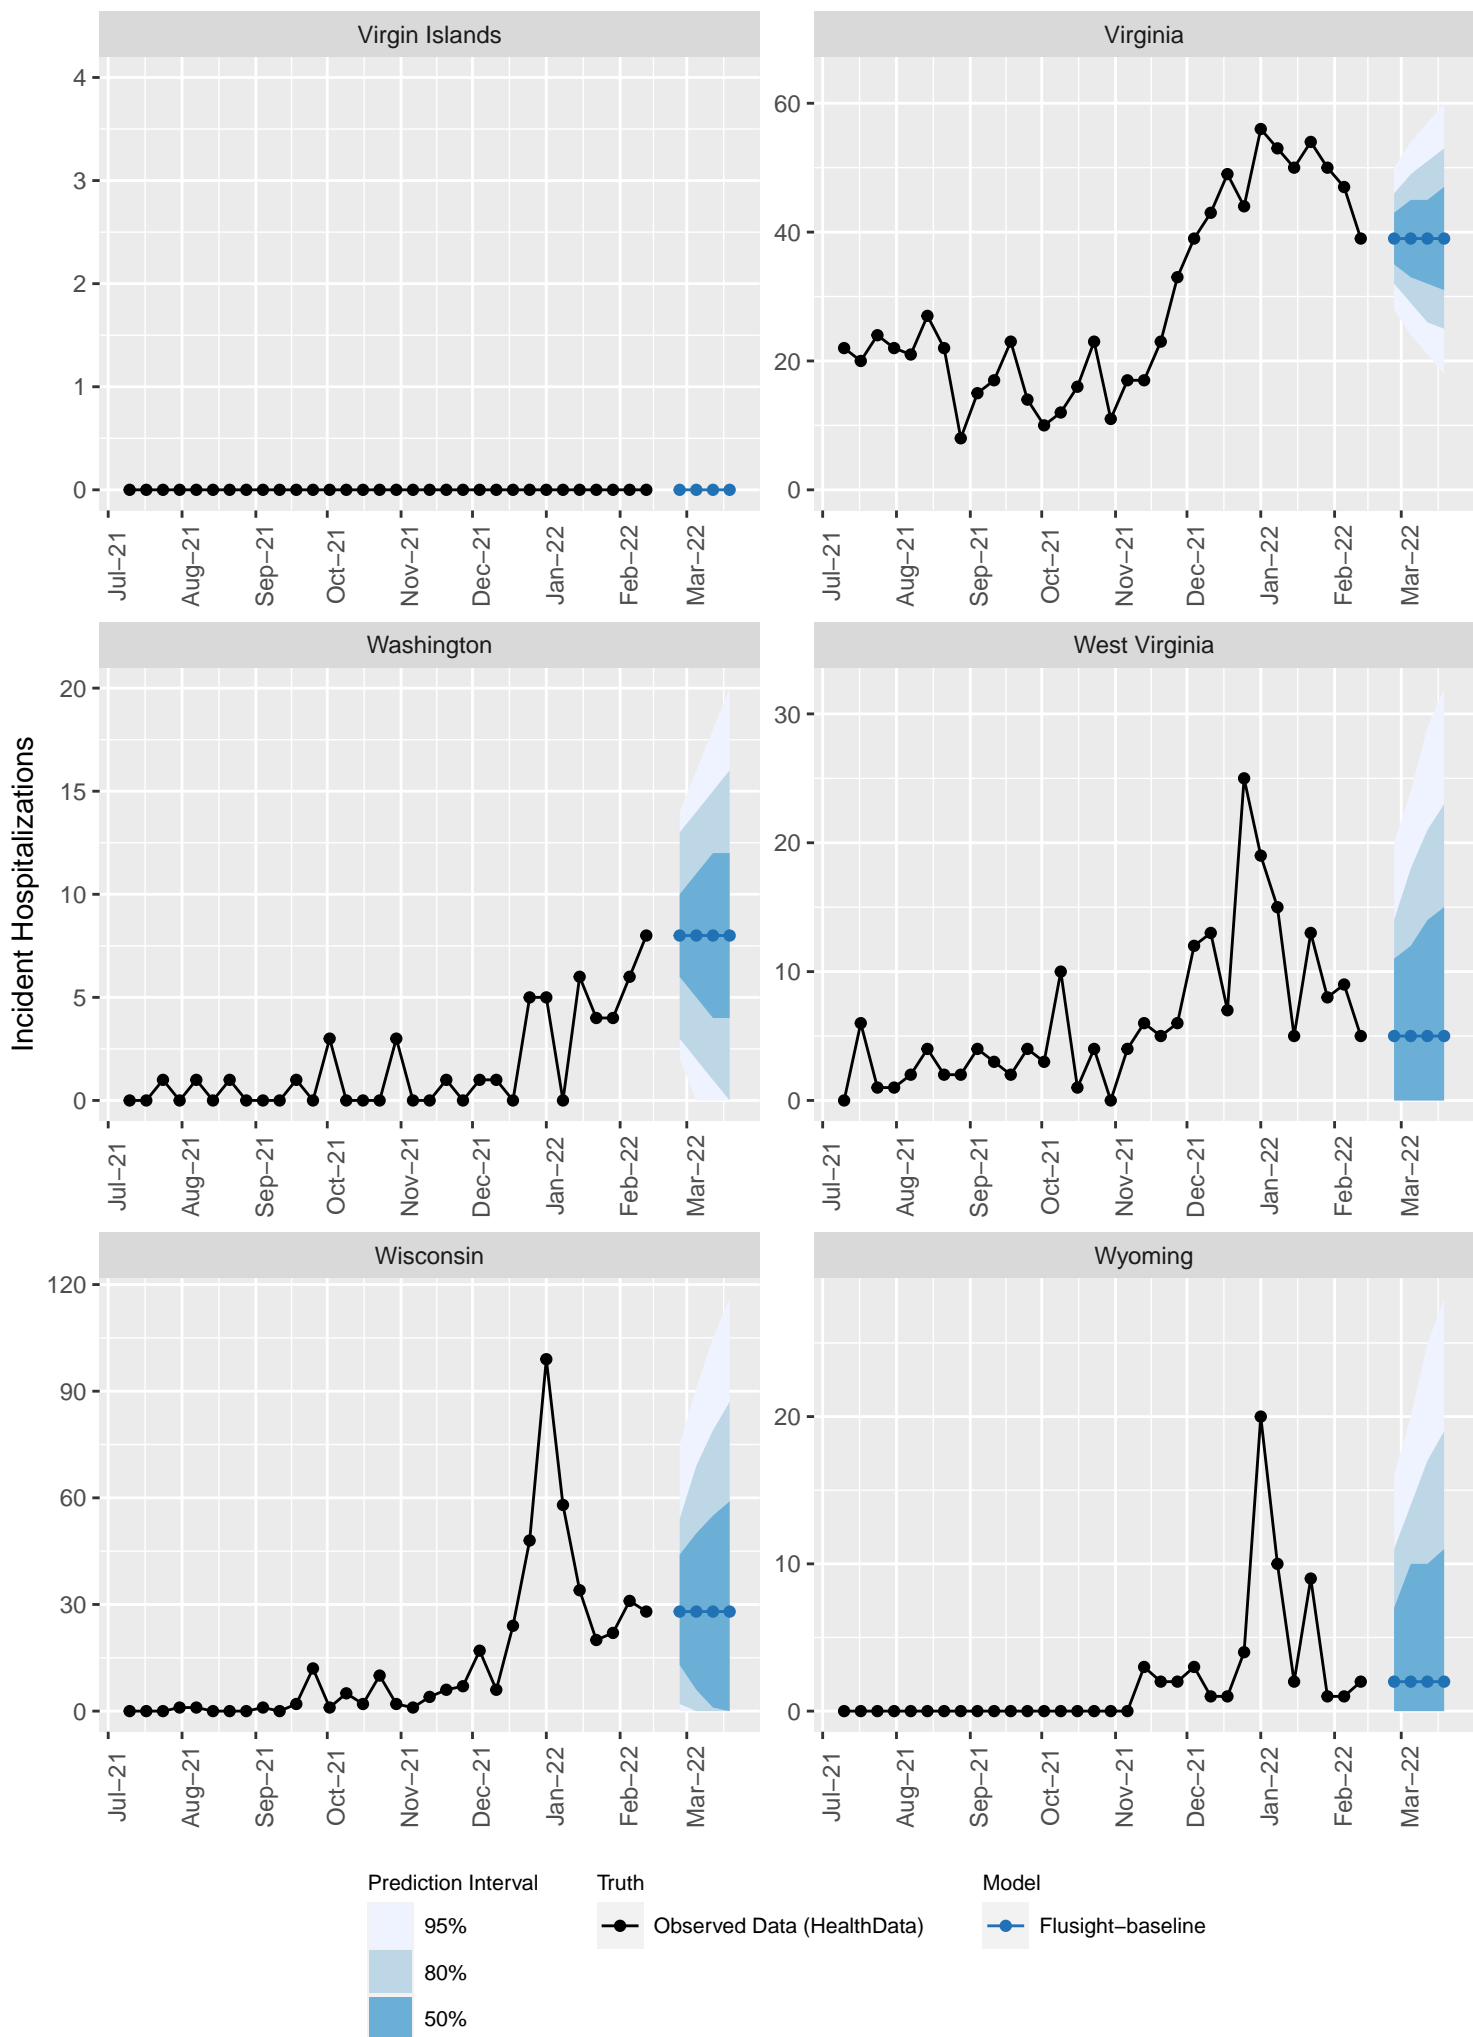 Virgin Islands
Virginia
4
3
2
1
0
60
40
20
0
Jul−21 Aug−21 Sep−21 Oct−21 Nov−21 Dec−21 Jan−22 Feb−22 Mar−22
Jul−21 Aug−21 Sep−21 Oct−21 Nov−21 Dec−21 Jan−22 Feb−22 Mar−22
Incident Hospitalizations
Washington
West Virginia
20
15
10
5
0
30
20
10
0
Jul−21 Aug−21 Sep−21 Oct−21 Nov−21 Dec−21 Jan−22 Feb−22 Mar−22
Jul−21 Aug−21 Sep−21 Oct−21 Nov−21 Dec−21 Jan−22 Feb−22 Mar−22
Wisconsin
Wyoming
120
90
60
30
0
20
10
0
Jul−21 Aug−21 Sep−21 Oct−21 Nov−21 Dec−21 Jan−22 Feb−22 Mar−22
Jul−21 Aug−21 Sep−21 Oct−21 Nov−21 Dec−21 Jan−22 Feb−22 Mar−22
Prediction Interval
95%
80%
50%
Truth
Observed Data (HealthData)
Model
Flusight−baseline